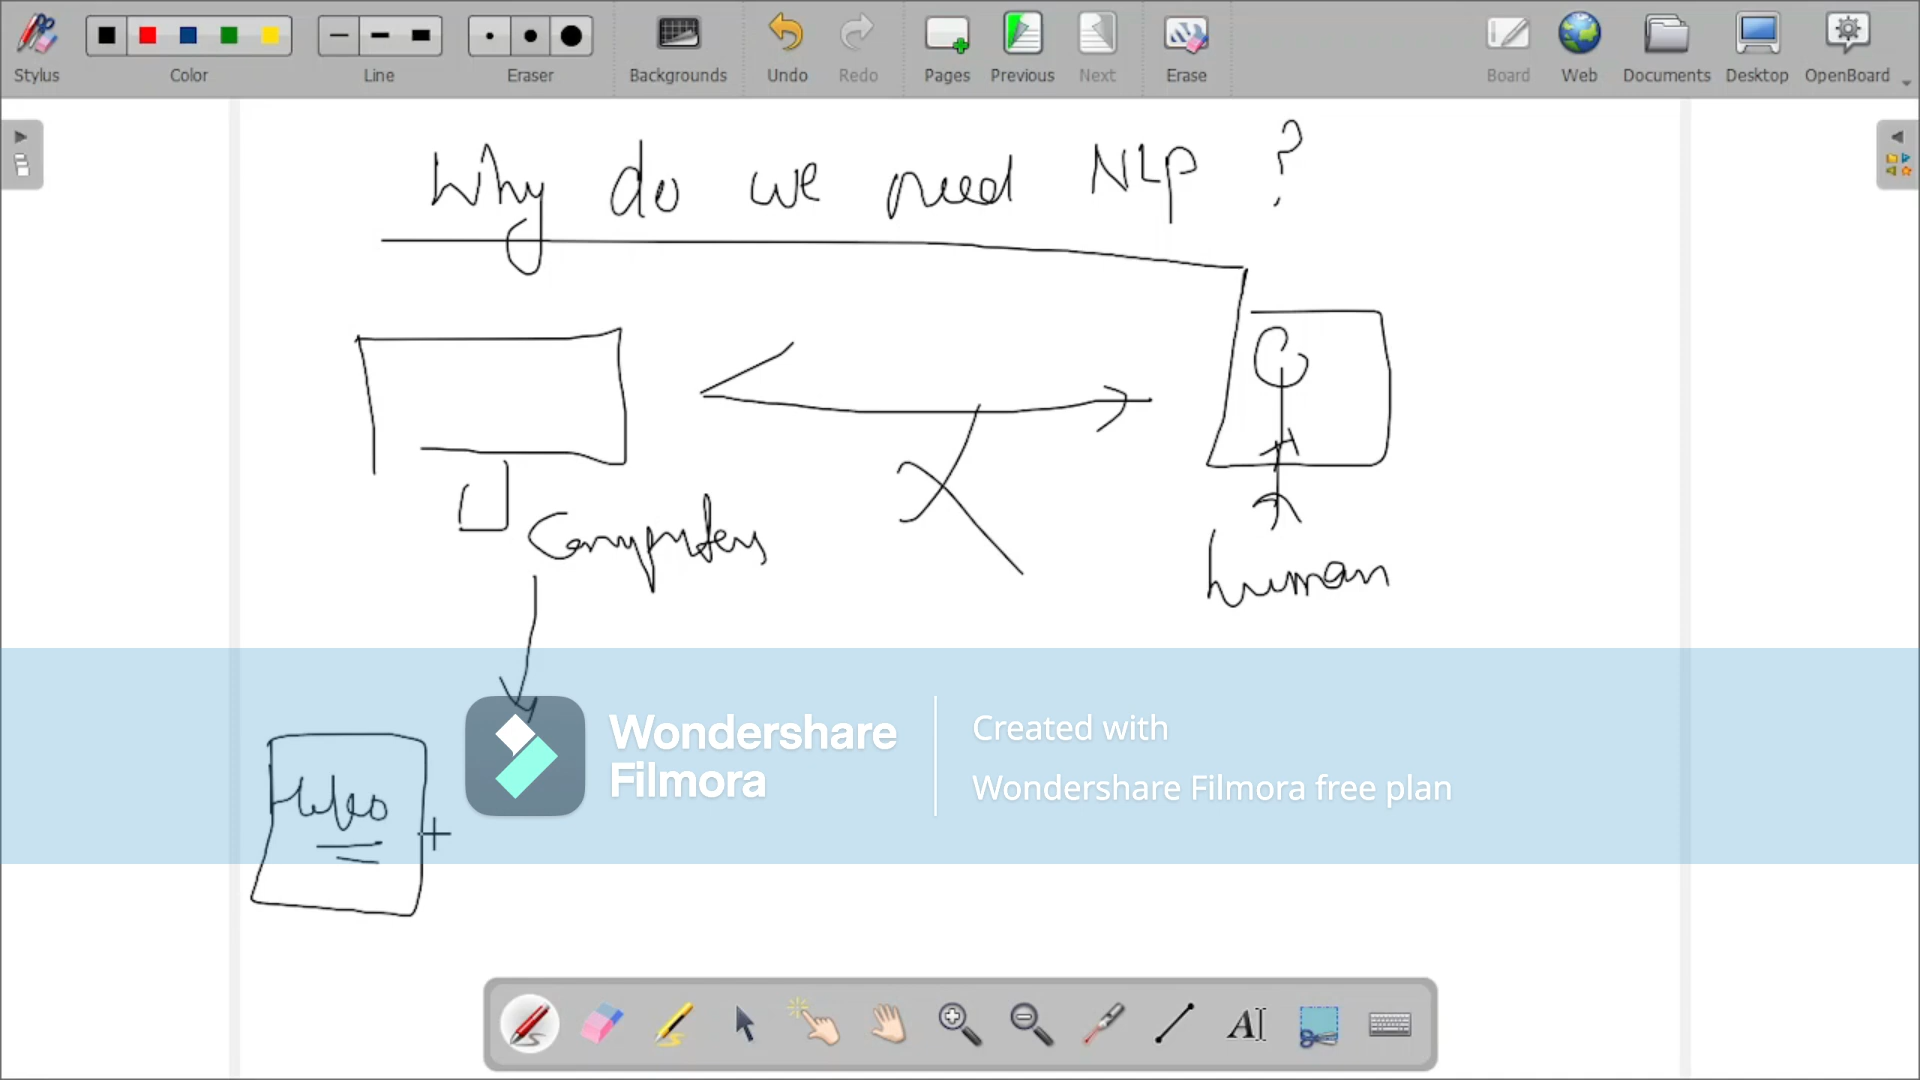 Stylus Color Line Eraser Backgrounds Undo Redo Pages Previous Next Erase Board Web Documents Desktop OpenBoard
Why do we need NLP ?
Computers
human
Wondershare
Filmora
Created with
Wondershare Filmora free plan
AI